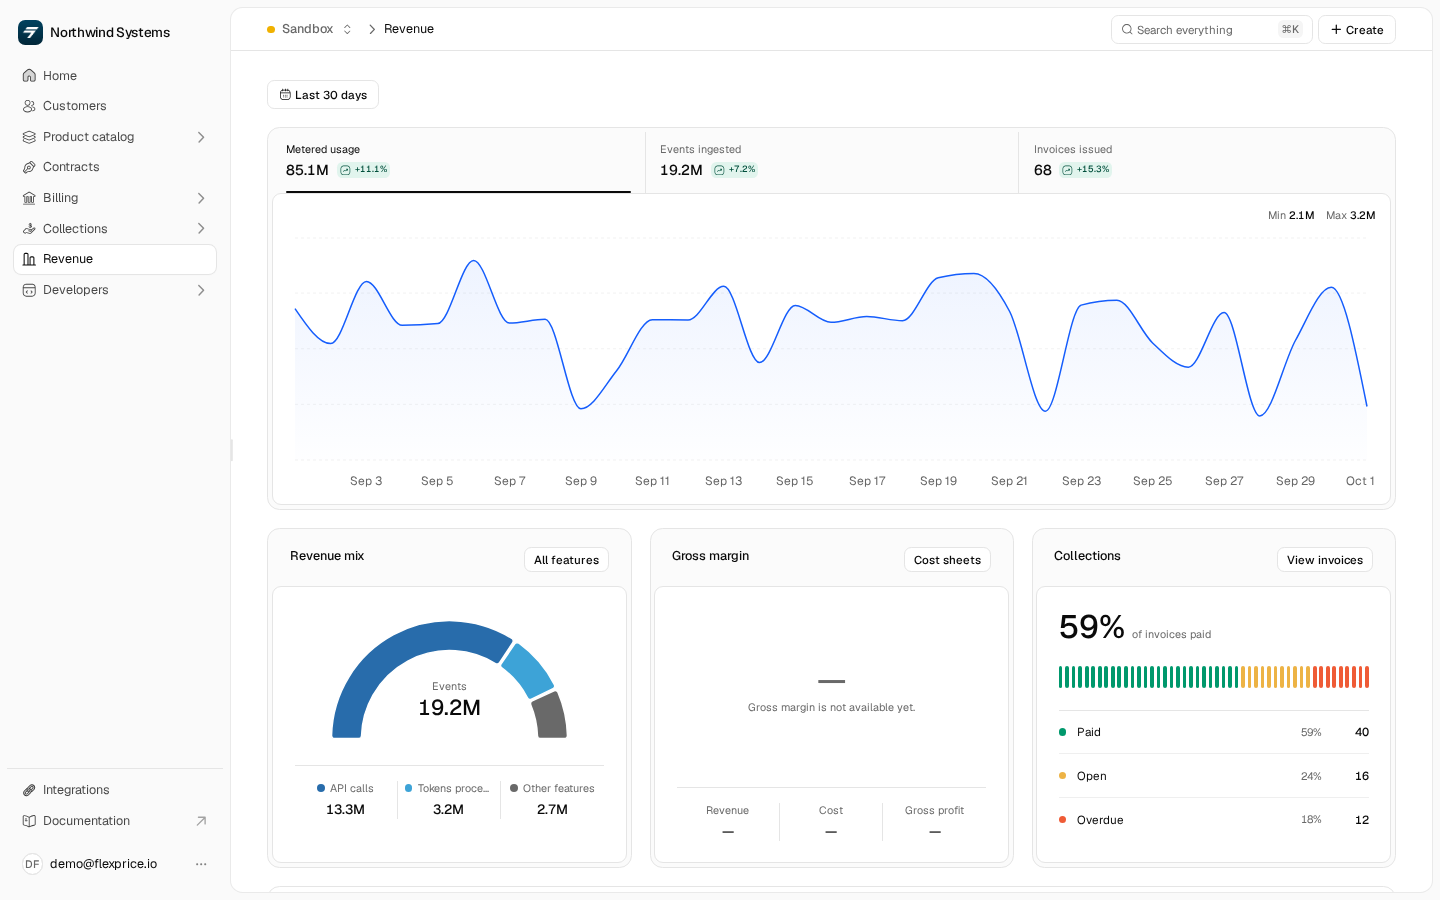 Northwind Systems
Home
Customers
Product catalog
Contracts
Billing
Collections
Revenue
Developers
Integrations
Documentation
DF demo@flexprice.io
Sandbox Revenue
Search everything ⌘K
Create
Last 30 days
Metered usage
85.1M +11.1%
Events ingested
19.2M +7.2%
Invoices issued
68 +15.3%
Min 2.1M Max 3.2M
Sep 3 Sep 5 Sep 7 Sep 9 Sep 11 Sep 13 Sep 15 Sep 17 Sep 19 Sep 21 Sep 23 Sep 25 Sep 27 Sep 29 Oct 1
Revenue mix
All features
Events
19.2M
API calls
13.3M
Tokens proce...
3.2M
Other features
2.7M
Gross margin
Cost sheets
—
Gross margin is not available yet.
Revenue
—
Cost
—
Gross profit
—
Collections
View invoices
59% of invoices paid
Paid 59% 40
Open 24% 16
Overdue 18% 12